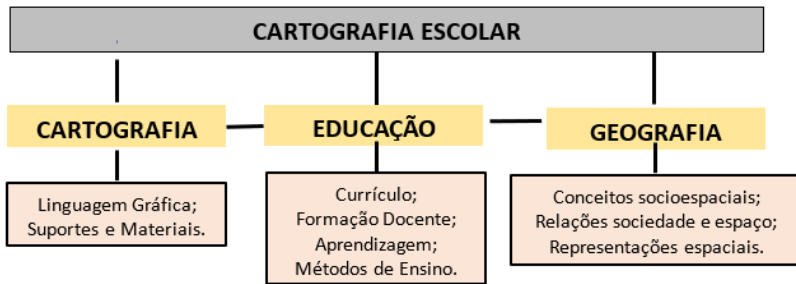 CARTOGRAFIA ESCOLAR
CARTOGRAFIA
EDUCAÇÃO
GEOGRAFIA
Linguagem Gráfica;
Suportes e Materiais.
Currículo;
Formação Docente;
Aprendizagem;
Métodos de Ensino.
Conceitos socioespaciais;
Relações sociedade e espaço;
Representações espaciais.